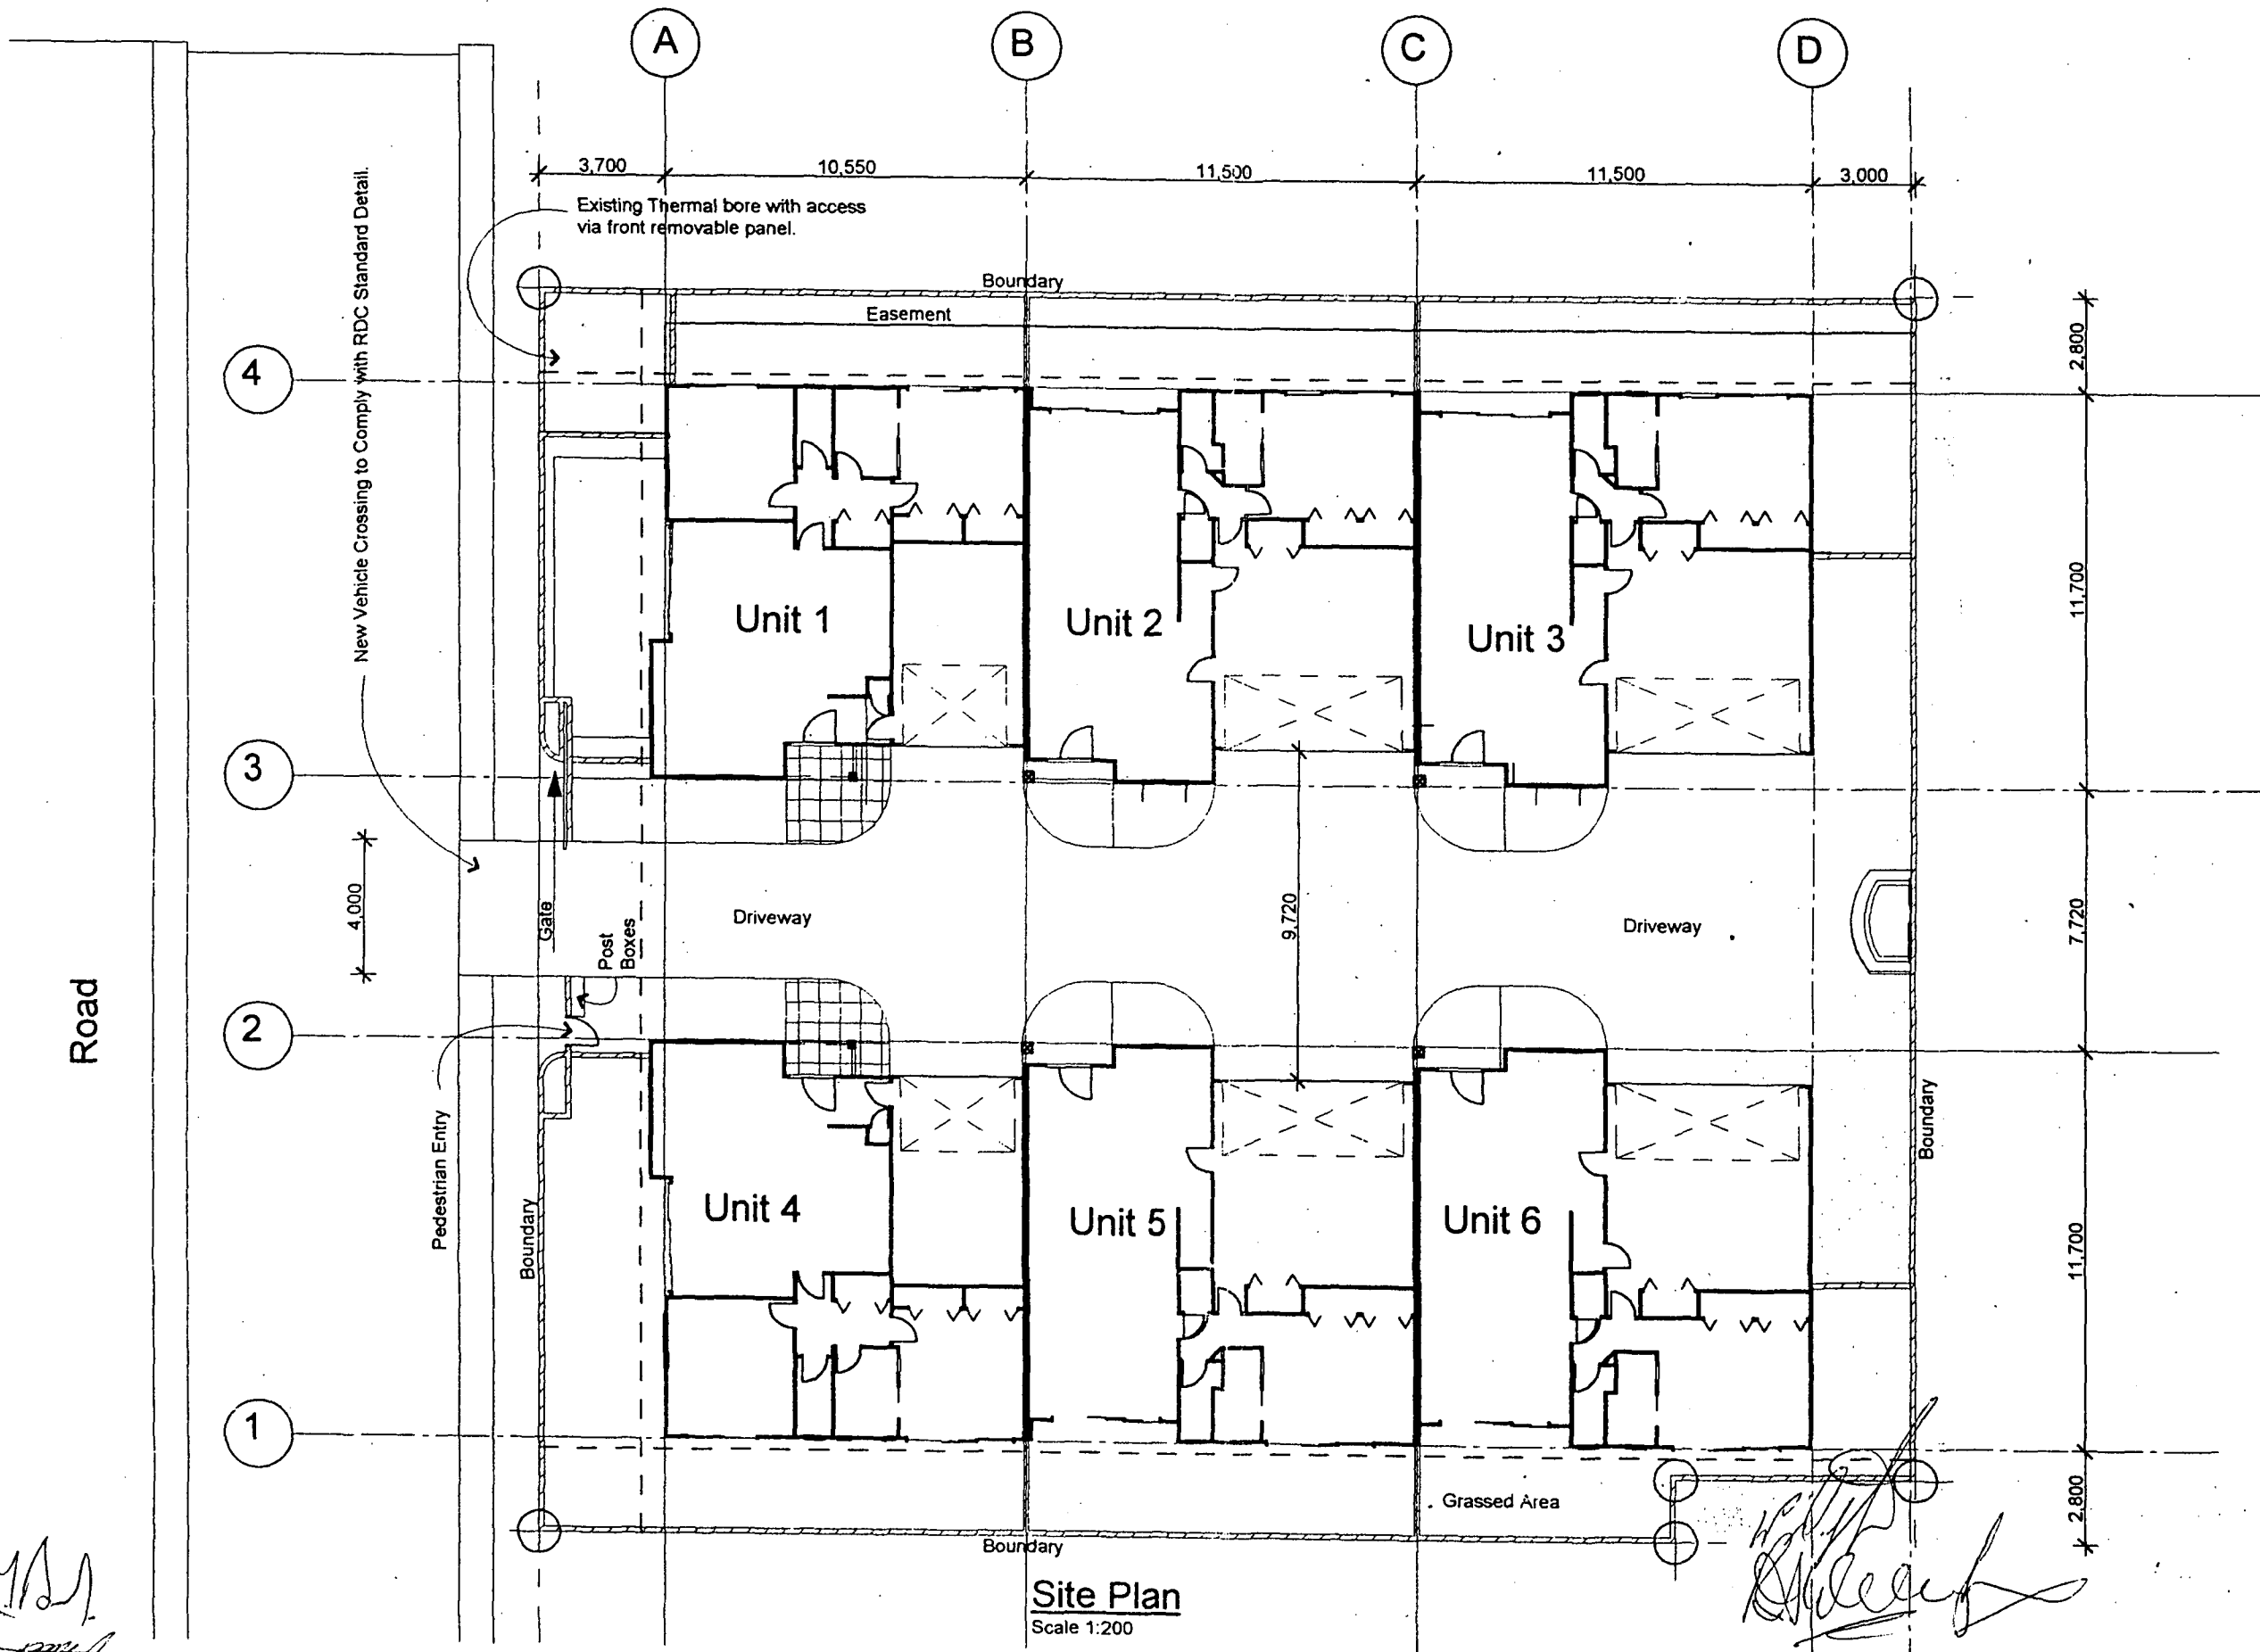 A
B
C
D
3,700
10,550
11,500
11,500
3,000
Existing Thermal bore with access
via front removable panel.
New Vehicle Crossing to Comply with RDC Standard Detail.
Boundary
Easement
4
2,800
11,700
Unit 1
Unit 2
Unit 3
3
4,000
Gate
Post
Boxes
Driveway
9,720
Driveway
7,720
Road
2
Pedestrian Entry
Boundary
Boundary
Unit 4
Unit 5
Unit 6
11,700
1
Grassed Area
2,800
Boundary
Site Plan
Scale 1:200